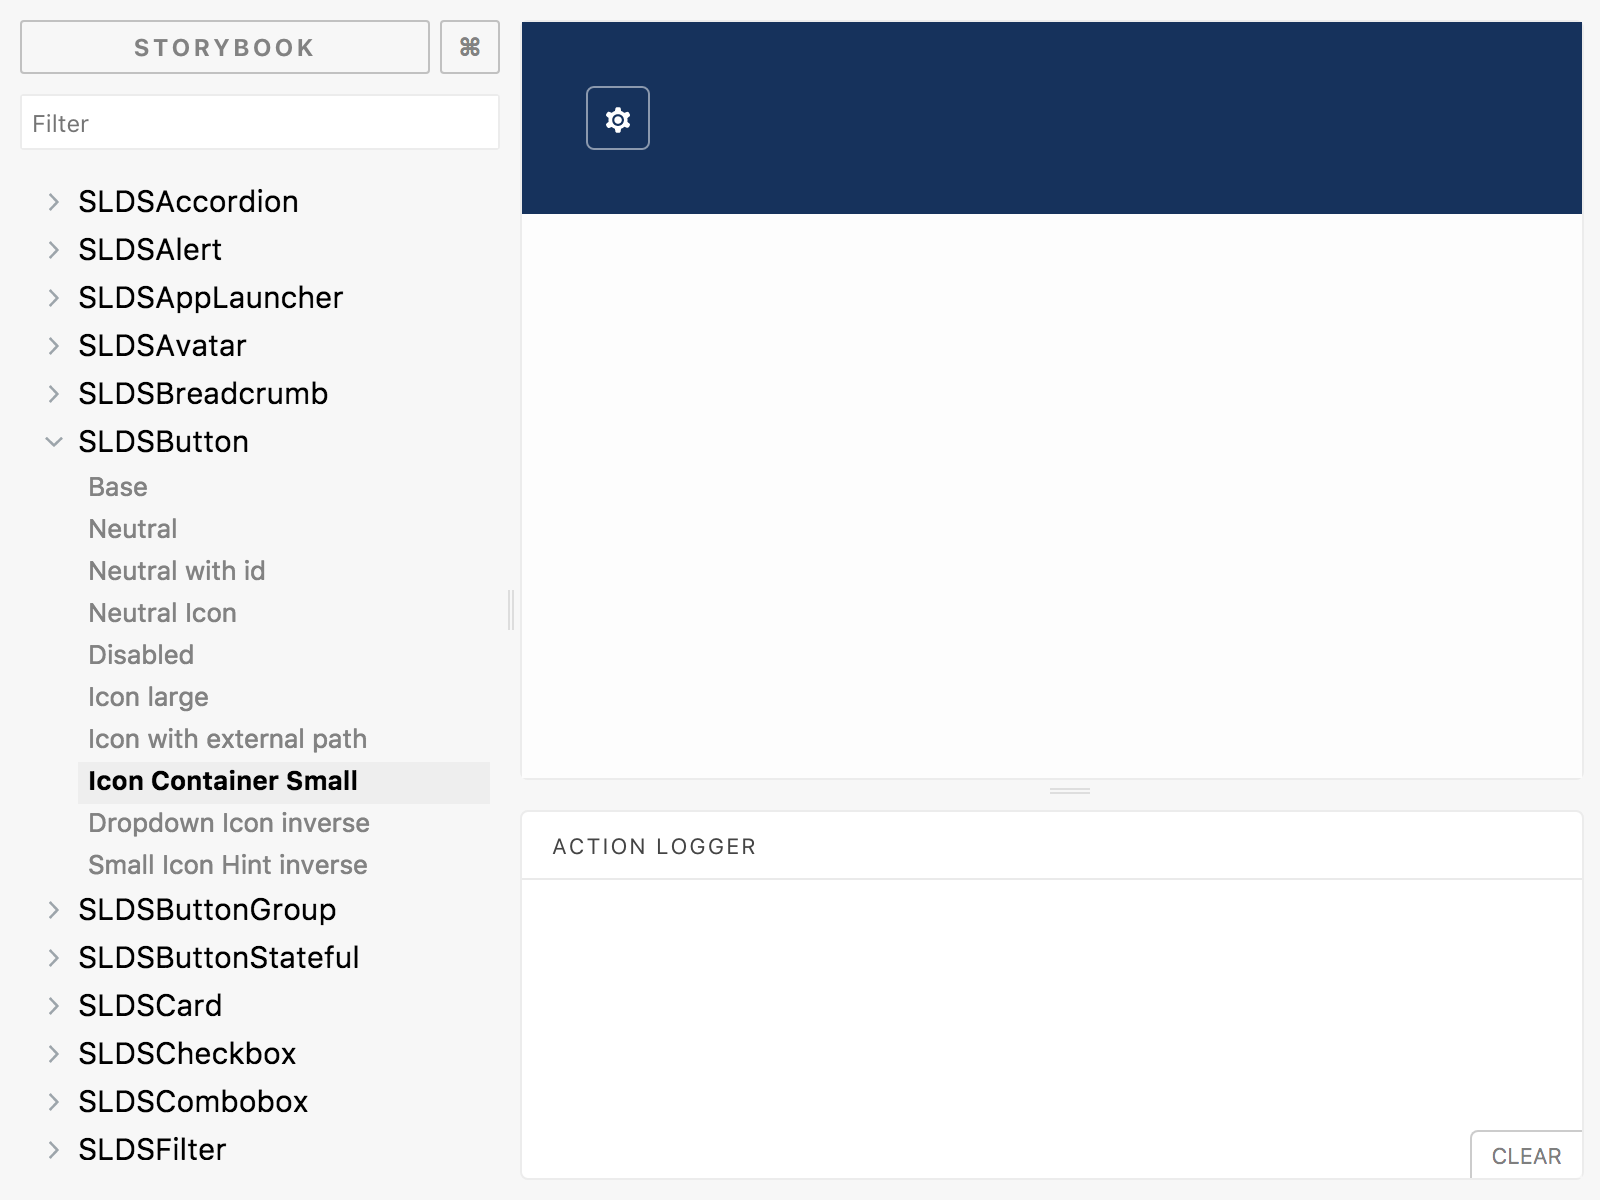 STORYBOOK
⌘
Filter
SLDSAccordion
SLDSAlert
SLDSAppLauncher
SLDSAvatar
SLDSBreadcrumb
SLDSButton
Base
Neutral
Neutral with id
Neutral Icon
Disabled
Icon large
Icon with external path
Icon Container Small
Dropdown Icon inverse
Small Icon Hint inverse
SLDSButtonGroup
SLDSButtonStateful
SLDSCard
SLDSCheckbox
SLDSCombobox
SLDSFilter
ACTION LOGGER
CLEAR